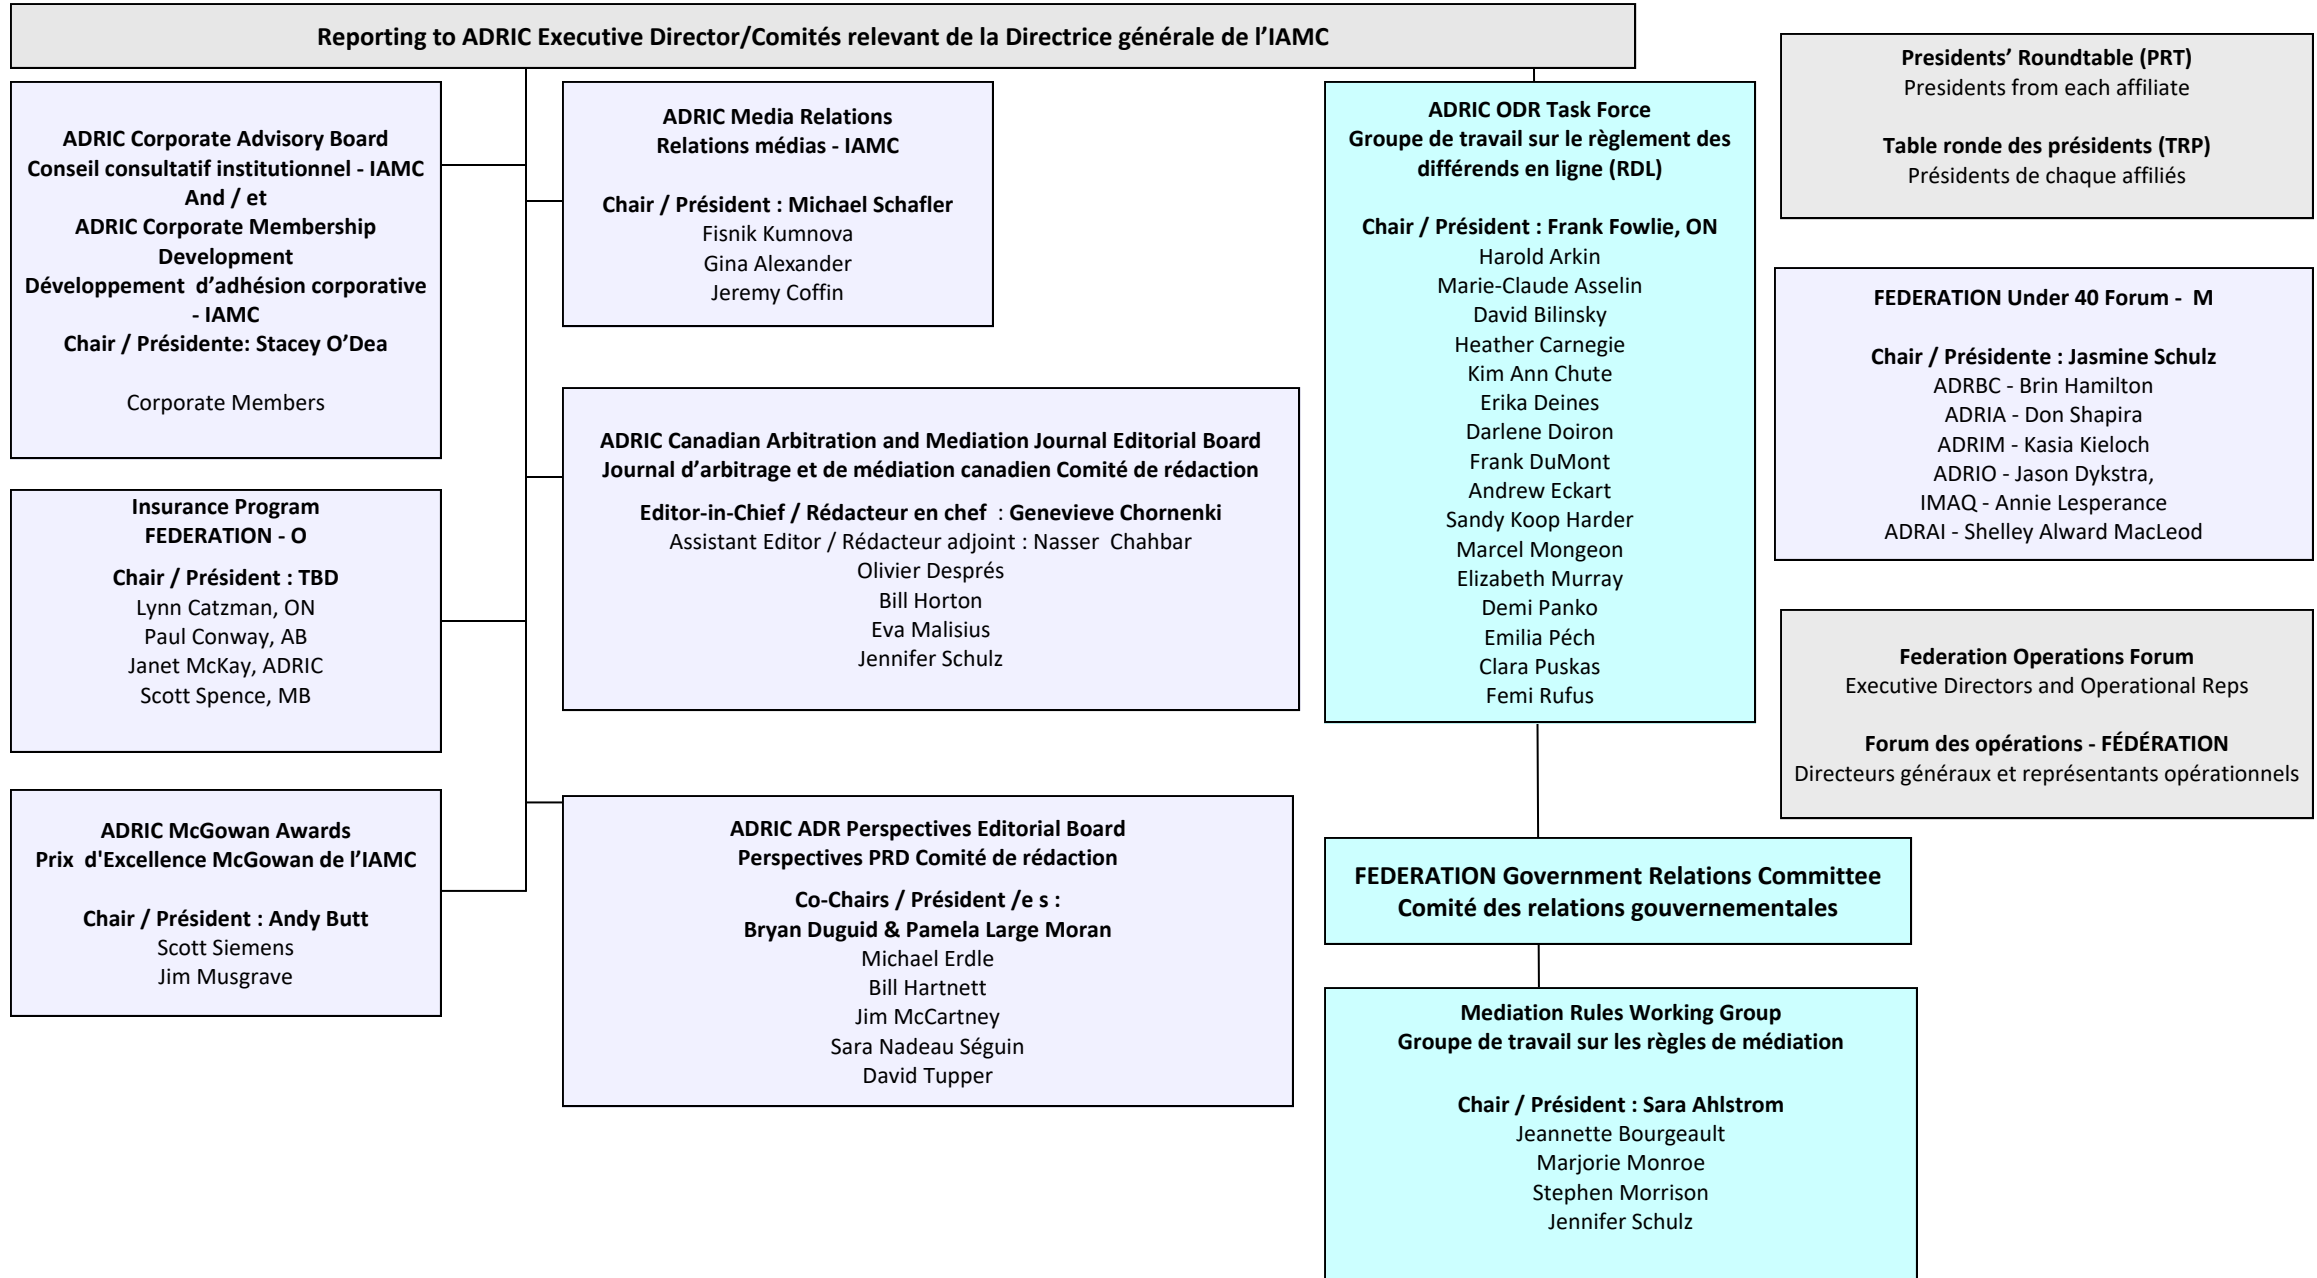 Reporting to ADRIC Executive Director/Comités relevant de la Directrice générale de l’IAMC
ADRIC Corporate Advisory Board
Conseil consultatif institutionnel - IAMC
And / et
ADRIC Corporate Membership
Development
Développement d’adhésion corporative
- IAMC
Chair / Présidente: Stacey O’Dea
Corporate Members
Insurance Program
FEDERATION - O
Chair / Président : TBD
Lynn Catzman, ON
Paul Conway, AB
Janet McKay, ADRIC
Scott Spence, MB
ADRIC McGowan Awards
Prix d'Excellence McGowan de l’IAMC
Chair / Président : Andy Butt
Scott Siemens
Jim Musgrave
ADRIC Media Relations
Relations médias - IAMC
Chair / Président : Michael Schafler
Fisnik Kumnova
Gina Alexander
Jeremy Coffin
ADRIC Canadian Arbitration and Mediation Journal Editorial Board
Journal d’arbitrage et de médiation canadien Comité de rédaction
Editor-in-Chief / Rédacteur en chef : Genevieve Chornenki
Assistant Editor / Rédacteur adjoint : Nasser Chahbar
Olivier Després
Bill Horton
Eva Malisius
Jennifer Schulz
ADRIC ADR Perspectives Editorial Board
Perspectives PRD Comité de rédaction
Co-Chairs / Président /e s :
Bryan Duguid & Pamela Large Moran
Michael Erdle
Bill Hartnett
Jim McCartney
Sara Nadeau Séguin
David Tupper
ADRIC ODR Task Force
Groupe de travail sur le règlement des
différends en ligne (RDL)
Chair / Président : Frank Fowlie, ON
Harold Arkin
Marie-Claude Asselin
David Bilinsky
Heather Carnegie
Kim Ann Chute
Erika Deines
Darlene Doiron
Frank DuMont
Andrew Eckart
Sandy Koop Harder
Marcel Mongeon
Elizabeth Murray
Demi Panko
Emilia Péch
Clara Puskas
Femi Rufus
FEDERATION Government Relations Committee
Comité des relations gouvernementales
Mediation Rules Working Group
Groupe de travail sur les règles de médiation
Chair / Président : Sara Ahlstrom
Jeannette Bourgeault
Marjorie Monroe
Stephen Morrison
Jennifer Schulz
Presidents’ Roundtable (PRT)
Presidents from each affiliate
Table ronde des présidents (TRP)
Présidents de chaque affiliés
FEDERATION Under 40 Forum - M
Chair / Présidente : Jasmine Schulz
ADRBC - Brin Hamilton
ADRIA - Don Shapira
ADRIM - Kasia Kieloch
ADRIO - Jason Dykstra,
IMAQ - Annie Lesperance
ADRAI - Shelley Alward MacLeod
Federation Operations Forum
Executive Directors and Operational Reps
Forum des opérations - FÉDÉRATION
Directeurs généraux et représentants opérationnels